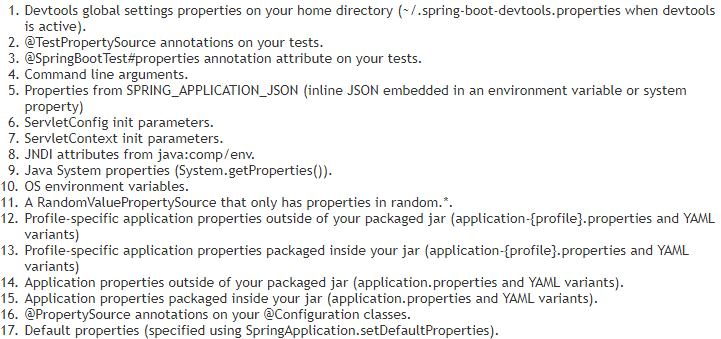 1. Devtools global settings properties on your home directory (~/.spring-boot-devtools.properties when devtools
is active).
2. @TestPropertySource annotations on your tests.
3. @SpringBootTest#properties annotation attribute on your tests.
4. Command line arguments.
5. Properties from SPRING_APPLICATION_JSON (inline JSON embedded in an environment variable or system
property)
6. ServletConfig init parameters.
7. ServletContext init parameters.
8. JNDI attributes from java:comp/env.
9. Java System properties (System.getProperties()).
10. OS environment variables.
11. A RandomValuePropertySource that only has properties in random.*.
12. Profile-specific application properties outside of your packaged jar (application-{profile}.properties and YAML
variants)
13. Profile-specific application properties packaged inside your jar (application-{profile}.properties and YAML
variants)
14. Application properties outside of your packaged jar (application.properties and YAML variants).
15. Application properties packaged inside your jar (application.properties and YAML variants).
16. @PropertySource annotations on your @Configuration classes.
17. Default properties (specified using SpringApplication.setDefaultProperties).